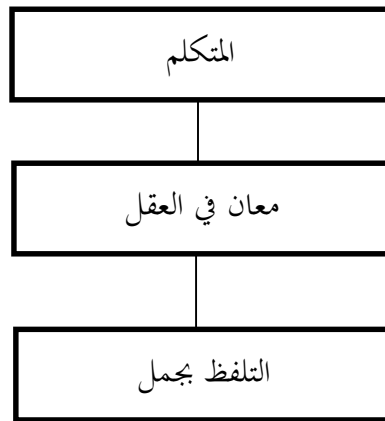 المتكلم
معان في العقل
التلفظ بجمل